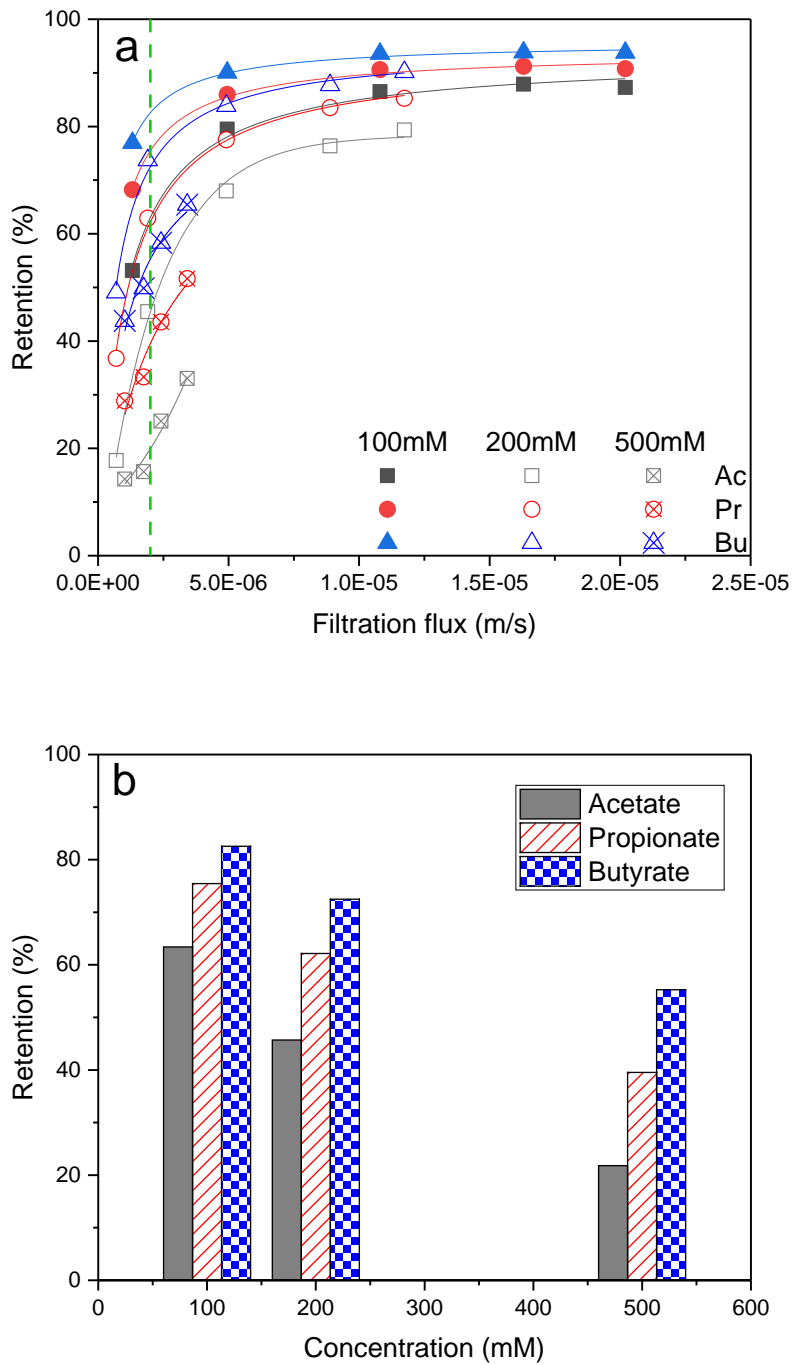 a
100
80
60
40
20
0
Retention (%)
100mM 200mM 500mM
Ac
Pr
Bu
0.0E+00 5.0E-06 1.0E-05 1.5E-05 2.0E-05 2.5E-05
Filtration flux (m/s)
b
100
80
60
40
20
0
Retention (%)
Acetate
Propionate
Butyrate
0 100 200 300 400 500 600
Concentration (mM)